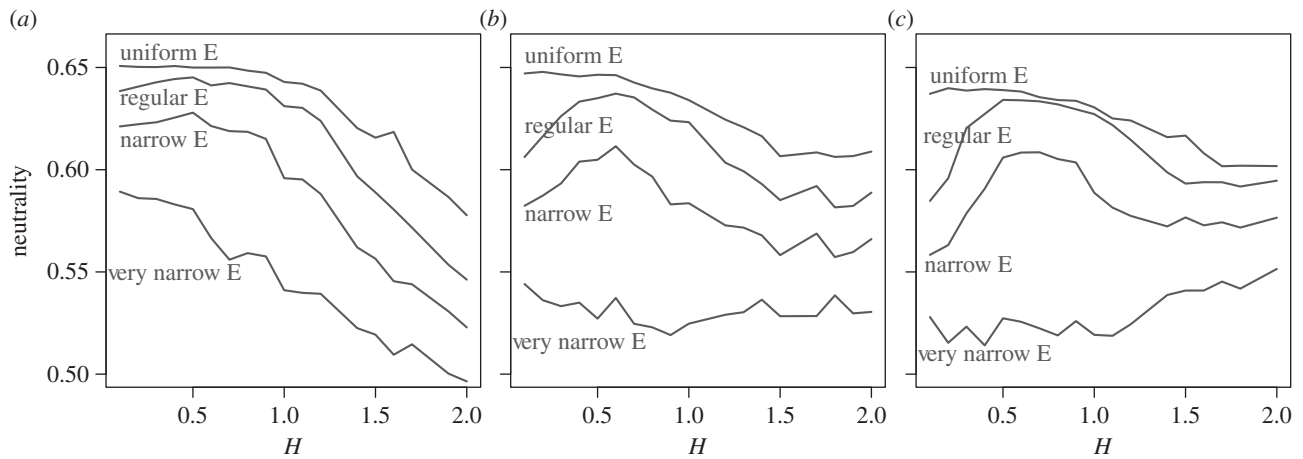 (a)
(b)
(c)
neutrality
0.65
0.60
0.55
0.50
uniform E
regular E
narrow E
very narrow E
0.5 1.0 1.5 2.0
H
uniform E
regular E
narrow E
very narrow E
0.5 1.0 1.5 2.0
H
uniform E
regular E
narrow E
very narrow E
0.5 1.0 1.5 2.0
H